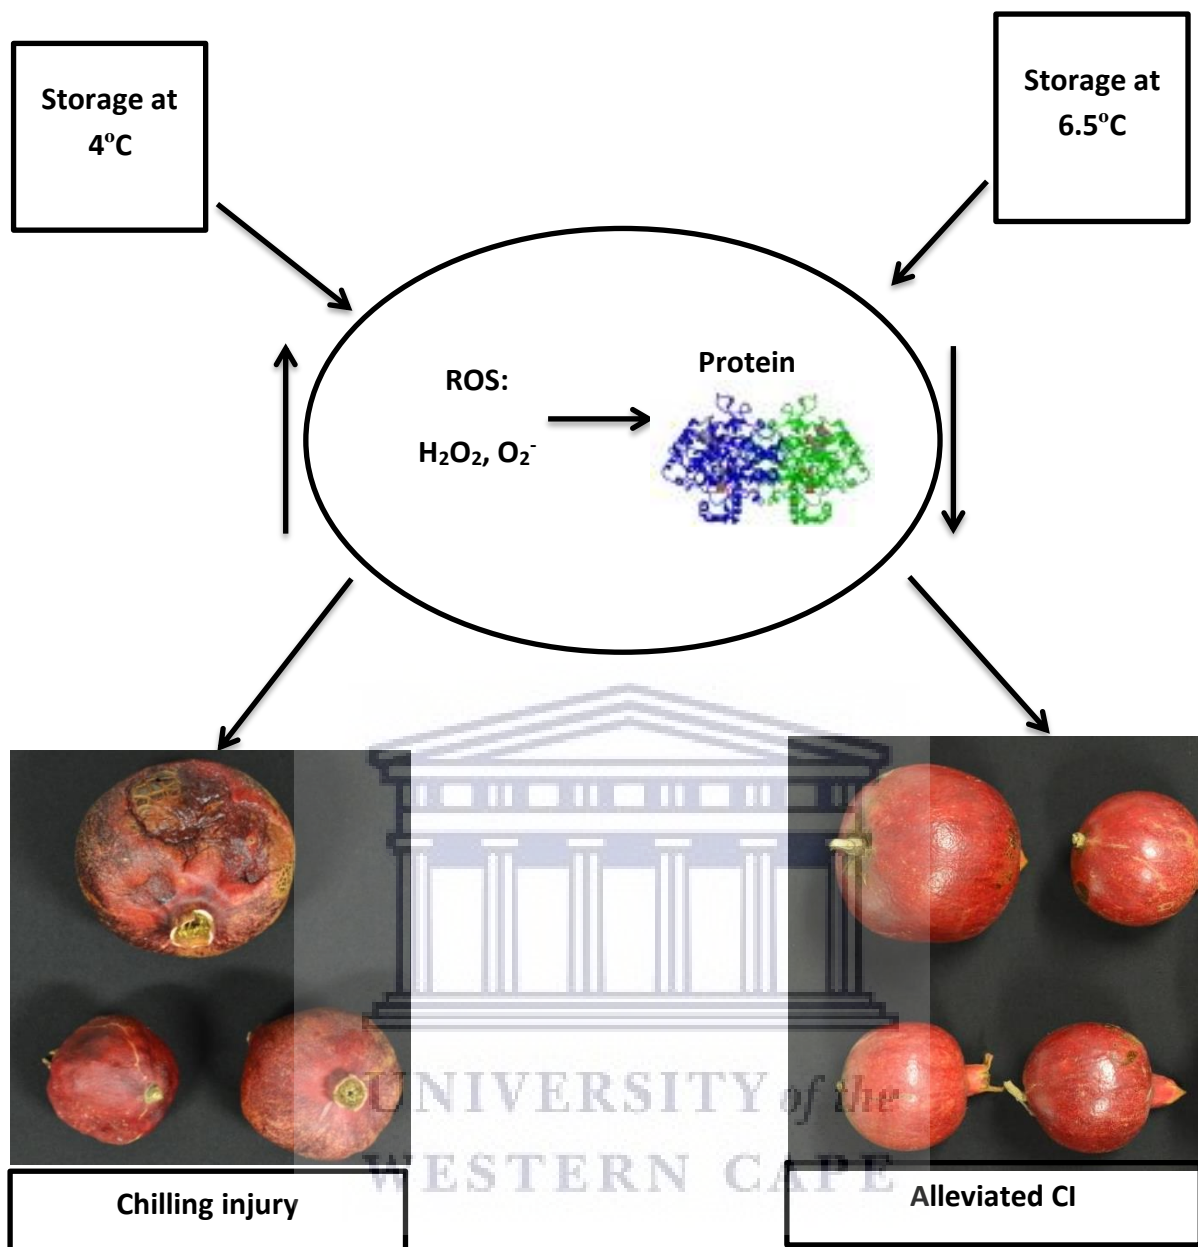 Storage at
4°C
Storage at
6.5°C
ROS:
H₂O₂, O₂⁻
Protein
UNIVERSITY of the
WESTERN CAPE
Chilling injury
Alleviated CI